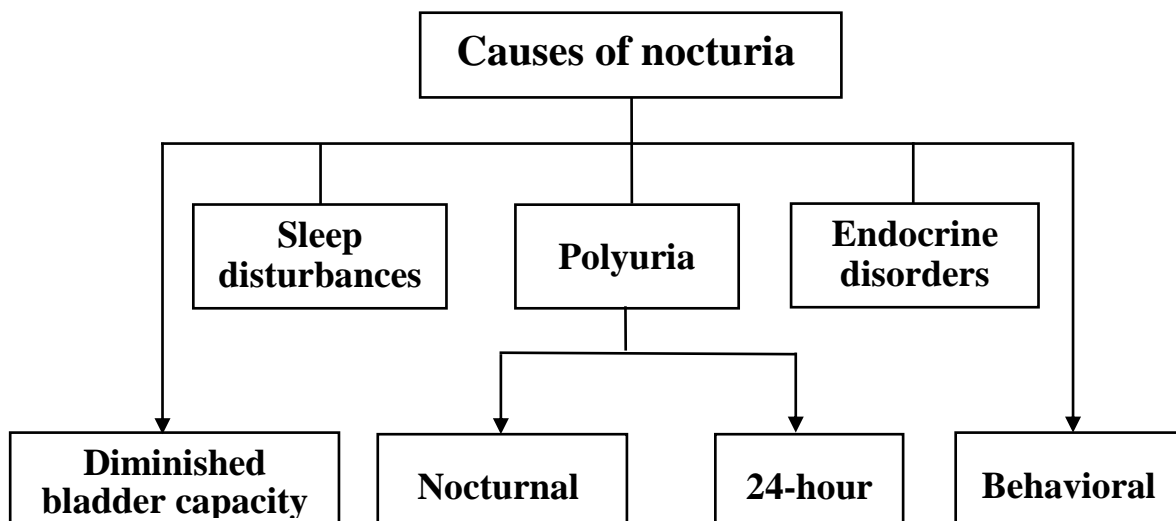 Causes of nocturia
Sleep
disturbances
Polyuria
Endocrine
disorders
Diminished
bladder capacity
Nocturnal
24-hour
Behavioral